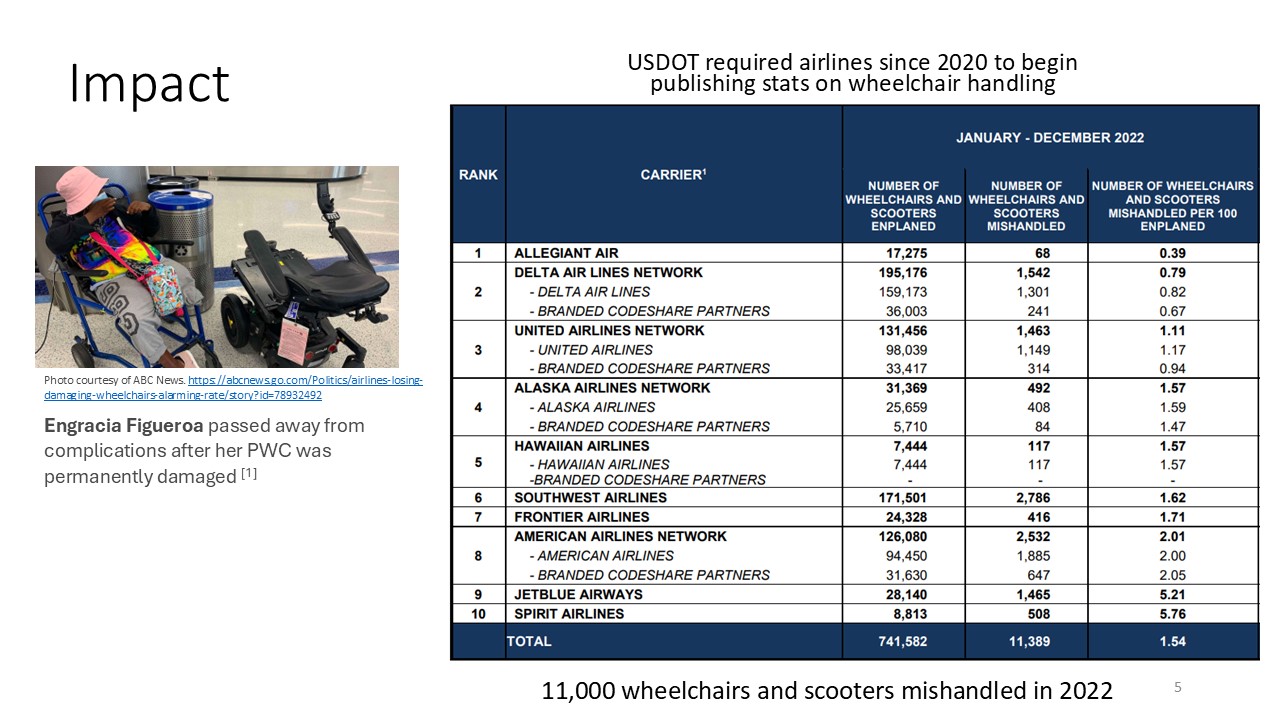 Impact
USDOT required airlines since 2020 to begin
publishing stats on wheelchair handling
Photo courtesy of ABC News. https://abcnews.go.com/Politics/airlines-losing-
damaging-wheelchairs-alarming-rate/story?id=78932492
Engracia Figueroa passed away from
complications after her PWC was
permanently damaged [1]
RANK
CARRIER¹
JANUARY - DECEMBER 2022
NUMBER OF
WHEELCHAIRS AND
SCOOTERS
ENPLANED
NUMBER OF
WHEELCHAIRS AND
SCOOTERS
MISHANDLED
NUMBER OF WHEELCHAIRS
AND SCOOTERS
MISHANDLED PER 100
ENPLANED
1 ALLEGIANT AIR 17,275 68 0.39
DELTA AIR LINES NETWORK 195,176 1,542 0.79
2 - DELTA AIR LINES 159,173 1,301 0.82
- BRANDED CODESHARE PARTNERS 36,003 241 0.67
UNITED AIRLINES NETWORK 131,456 1,463 1.11
3 - UNITED AIRLINES 98,039 1,149 1.17
- BRANDED CODESHARE PARTNERS 33,417 314 0.94
ALASKA AIRLINES NETWORK 31,369 492 1.57
4 - ALASKA AIRLINES 25,659 408 1.59
- BRANDED CODESHARE PARTNERS 5,710 84 1.47
HAWAIIAN AIRLINES 7,444 117 1.57
5 - HAWAIIAN AIRLINES 7,444 117 1.57
-BRANDED CODESHARE PARTNERS - - -
6 SOUTHWEST AIRLINES 171,501 2,786 1.62
7 FRONTIER AIRLINES 24,328 416 1.71
AMERICAN AIRLINES NETWORK 126,080 2,532 2.01
8 - AMERICAN AIRLINES 94,450 1,885 2.00
- BRANDED CODESHARE PARTNERS 31,630 647 2.05
9 JETBLUE AIRWAYS 28,140 1,465 5.21
10 SPIRIT AIRLINES 8,813 508 5.76
TOTAL 741,582 11,389 1.54
11,000 wheelchairs and scooters mishandled in 2022
5